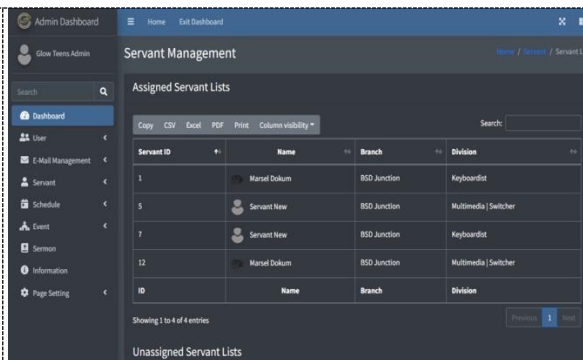 Admin Dashboard
Home Exit Dashboard
Glow Teens Admin
Servant Management
Home / Servant / Servant L
Search
Assigned Servant Lists
Dashboard
User
E-Mail Management
Servant
Schedule
Event
Sermon
Information
Page Setting
Copy CSV Excel PDF Print Column visibility
Search:
Servant ID Name Branch Division
1 Marsel Dokum BSD Junction Keyboardist
5 Servant New BSD Junction Multimedia | Switcher
7 Servant New BSD Junction Keyboardist
12 Marsel Dokum BSD Junction Multimedia | Switcher
ID Name Branch Division
Showing 1 to 4 of 4 entries
Previous 1 Next
Unassigned Servant Lists